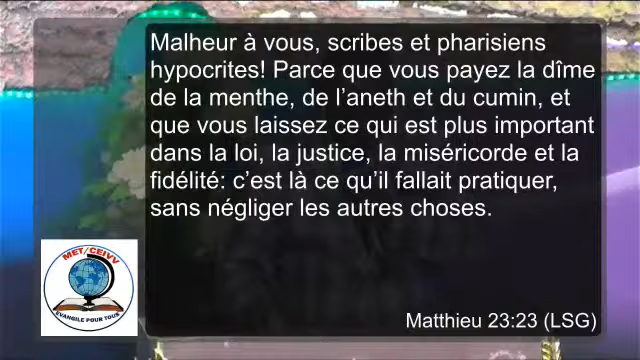 Malheur à vous, scribes et pharisiens
hypocrites! Parce que vous payez la dîme
de la menthe, de l’aneth et du cumin, et
que vous laissez ce qui est plus important
dans la loi, la justice, la miséricorde et la
fidélité: c’est là ce qu’il fallait pratiquer,
sans négliger les autres choses.
MET/CEIVV
EVANGILE POUR TOUS
Matthieu 23:23 (LSG)